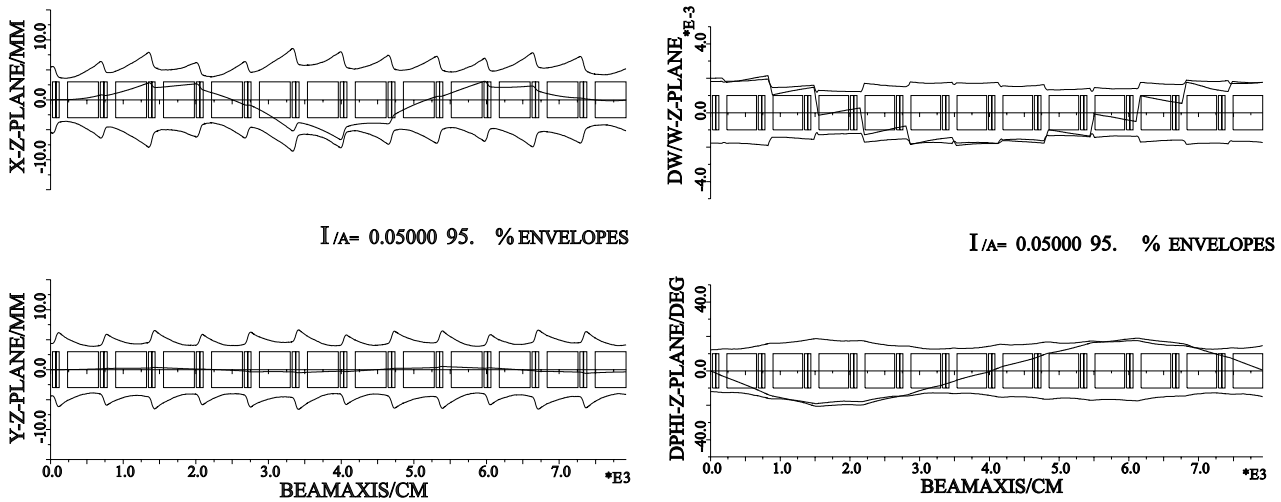 X-Z-PLANE/MM
10.0
0.0
-10.0
I /A= 0.05000 95. % ENVELOPES
Y-Z-PLANE/MM
10.0
0.0
-10.0
0.0 1.0 2.0 3.0 4.0 5.0 6.0 7.0 *E3
BEAMAXIS/CM
DW/W-Z-PLANE *E-3
4.0
0.0
-4.0
I /A= 0.05000 95. % ENVELOPES
DPHI-Z-PLANE/DEG
40.0
0.0
-40.0
0.0 1.0 2.0 3.0 4.0 5.0 6.0 7.0
*E3
BEAMAXIS/CM